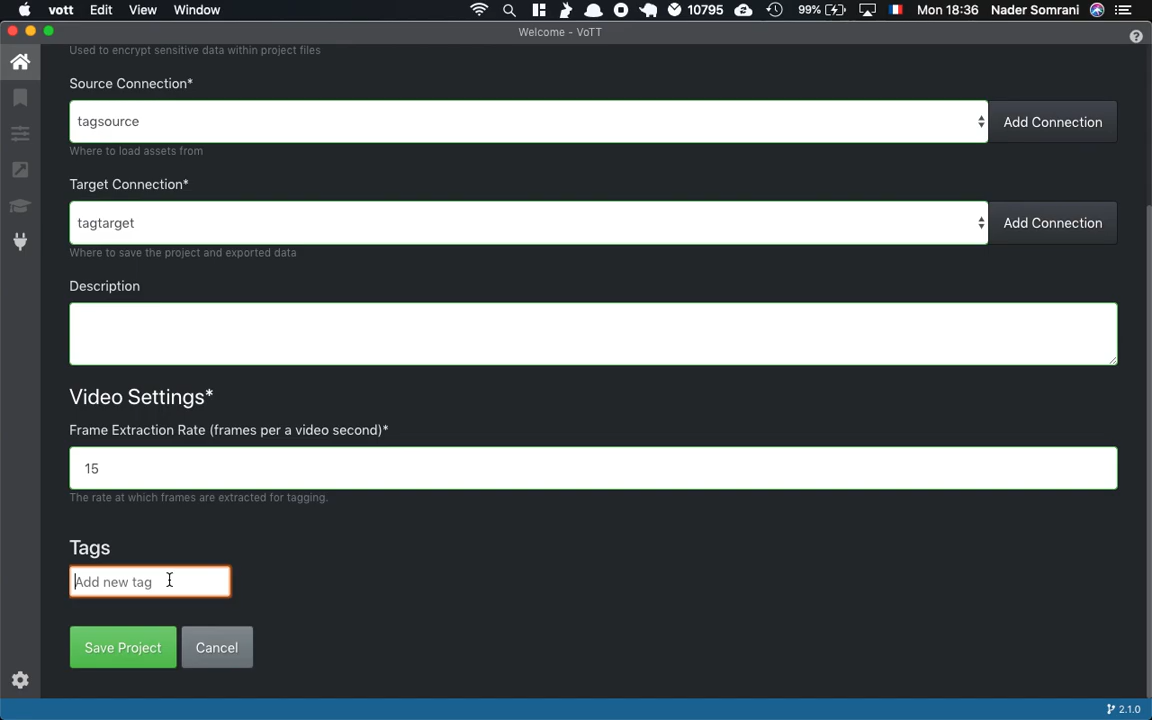 vott Edit View Window 10795 99% Mon 18:36 Nader Somrani
Welcome - VoTT
?
Used to encrypt sensitive data within project files
Source Connection*
tagsource
Add Connection
Where to load assets from
Target Connection*
tagtarget
Add Connection
Where to save the project and exported data
Description
Video Settings*
Frame Extraction Rate (frames per a video second)*
15
The rate at which frames are extracted for tagging.
Tags
Add new tag
Save Project Cancel
2.1.0